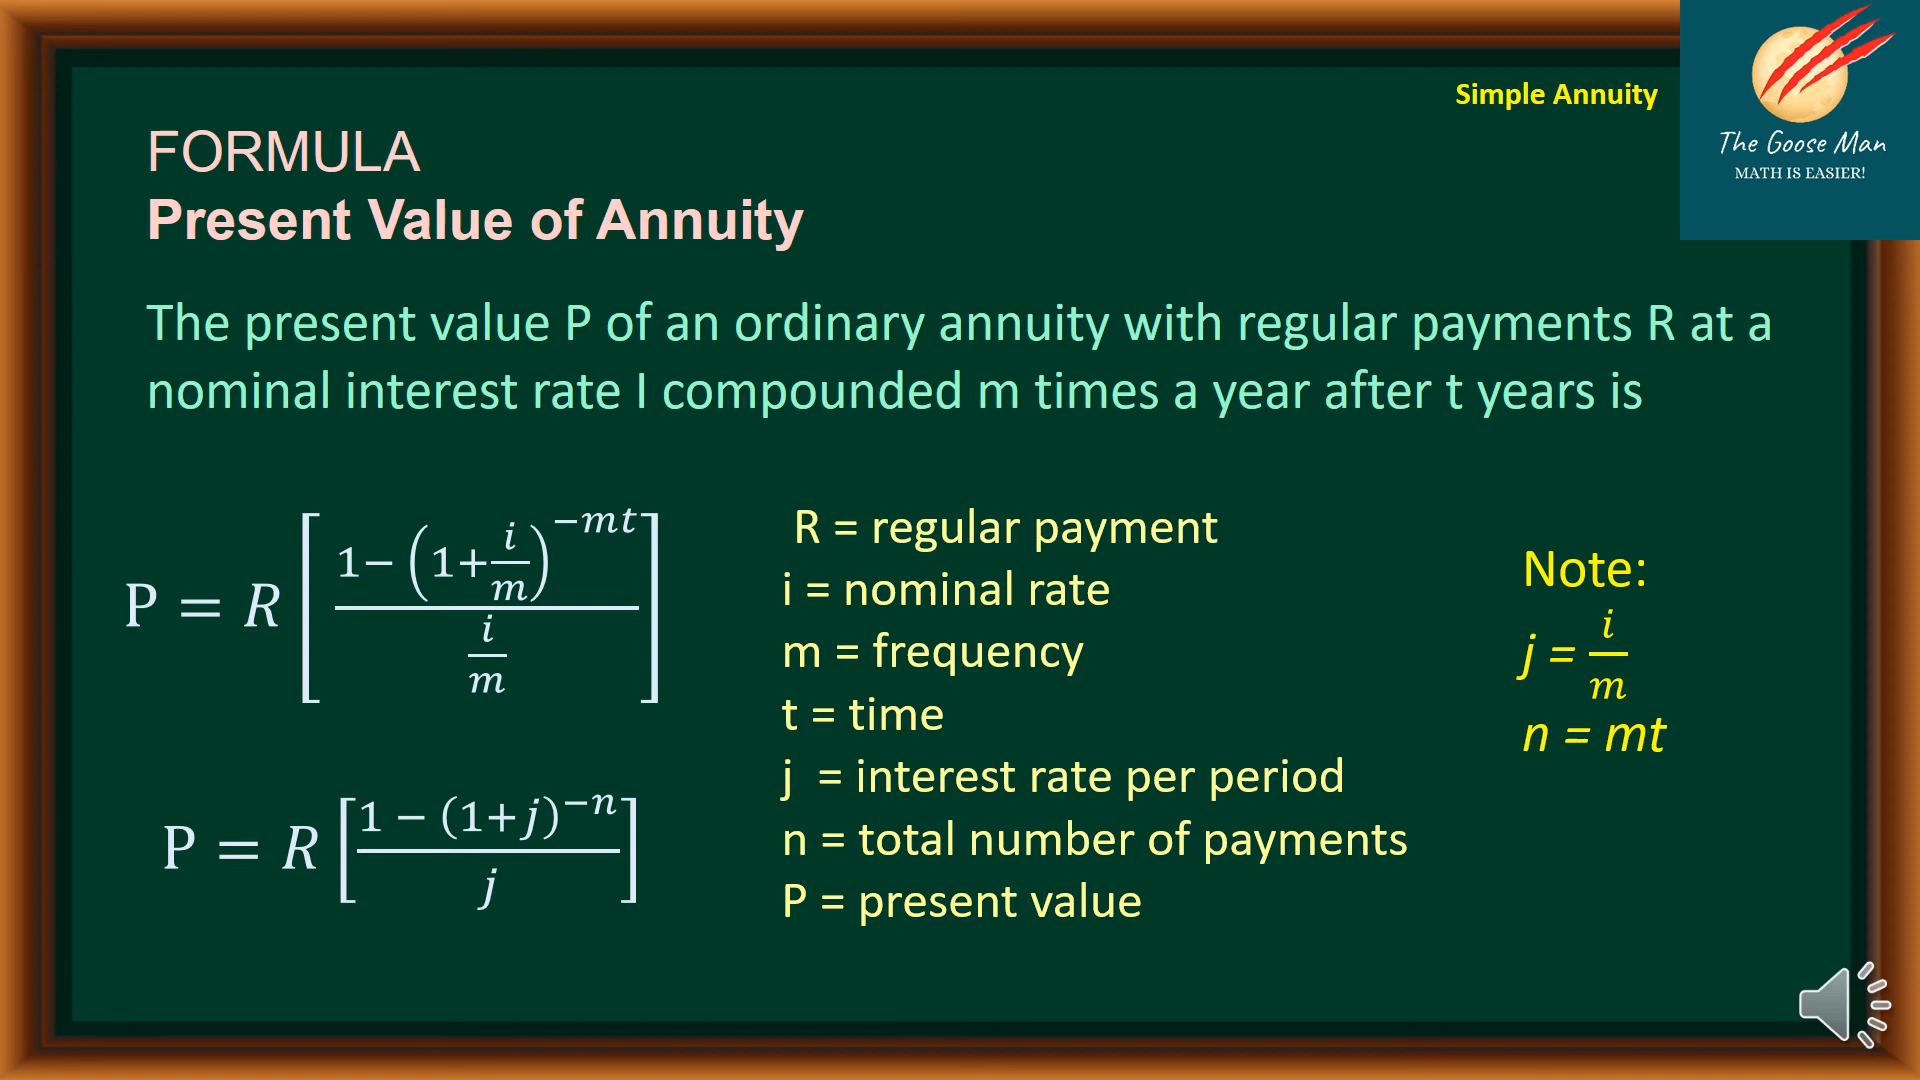 Simple Annuity
The Goose Man
MATH IS EASIER!
FORMULA
Present Value of Annuity
The present value P of an ordinary annuity with regular payments R at a
nominal interest rate I compounded m times a year after t years is
P = R [ (1− (1+ i/m)^−mt) / (i/m) ]
P = R [ (1 − (1+j)^−n) / j ]
R = regular payment
i = nominal rate
m = frequency
t = time
j = interest rate per period
n = total number of payments
P = present value
Note:
j = i/m
n = mt